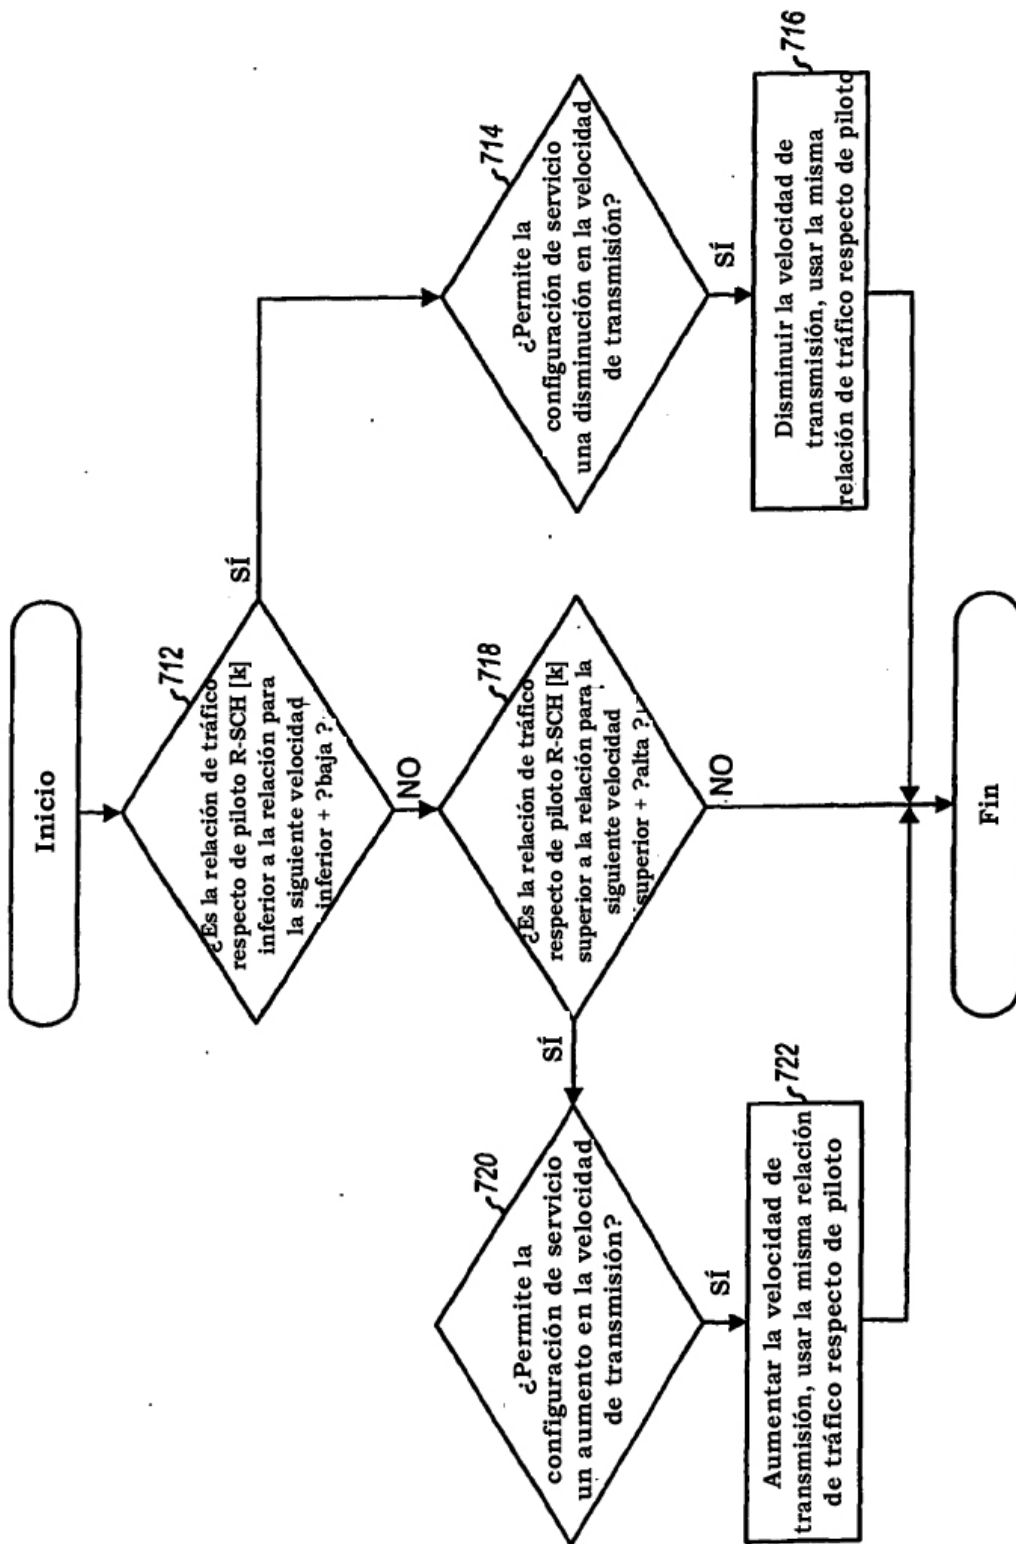 Inicio
712
¿Es la relación de tráfico
respecto de piloto R-SCH [k]
inferior a la relación para
la siguiente velocidad
inferior + ?baja ?
SÍ
NO
714
¿Permite la
configuración de servicio
una disminución en la velocidad
de transmisión?
SÍ
716
Disminuir la velocidad de
transmisión, usar la misma
relación de tráfico respecto de piloto
718
¿Es la relación de tráfico
respecto de piloto R-SCH [k]
superior a la relación para la
siguiente velocidad
superior + ?alta ?
SÍ
NO
720
¿Permite la
configuración de servicio
un aumento en la velocidad
de transmisión?
SÍ
722
Aumentar la velocidad de
transmisión, usar la misma relación
de tráfico respecto de piloto
Fin